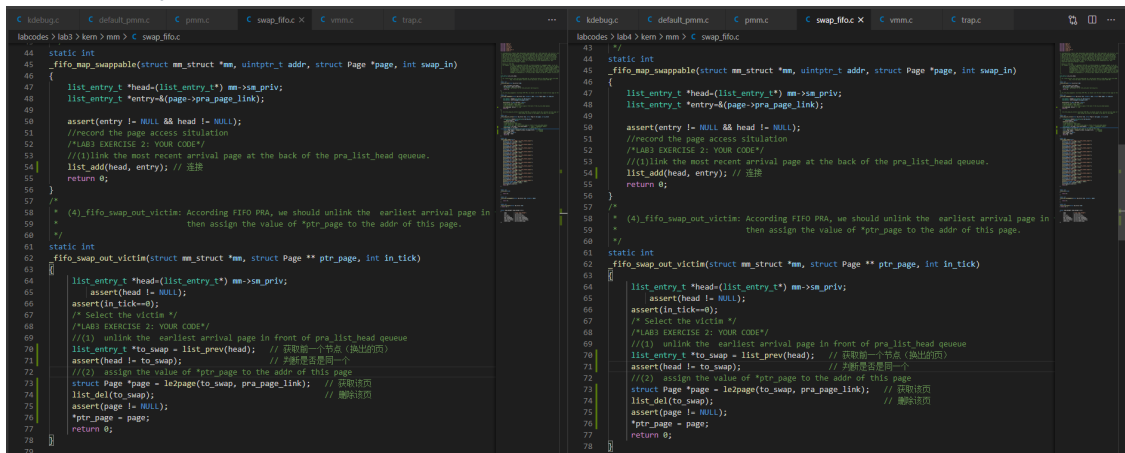 kdebug.c default_pmm.c pmm.c swap_fifo.c × vmm.c trap.c ···
labcodes > lab3 > kern > mm > C swap_fifo.c
44 static int
45 _fifo_map_swappable(struct mm_struct *mm, uintptr_t addr, struct Page *page, int swap_in)
46 {
47 list_entry_t *head=(list_entry_t*) mm->sm_priv;
48 list_entry_t *entry=&(page->pra_page_link);
49
50 assert(entry != NULL && head != NULL);
51 //record the page access situlation
52 /*LAB3 EXERCISE 2: YOUR CODE*/
53 //(1)link the most recent arrival page at the back of the pra_list_head qeueue.
54 list_add(head, entry); // 连接
55 return 0;
56 }
57 /*
58 * (4)_fifo_swap_out_victim: According FIFO PRA, we should unlink the earliest arrival page in
59 * then assign the value of *ptr_page to the addr of this page.
60 */
61 static int
62 _fifo_swap_out_victim(struct mm_struct *mm, struct Page ** ptr_page, int in_tick)
63 {
64 list_entry_t *head=(list_entry_t*) mm->sm_priv;
65 assert(head != NULL);
66 assert(in_tick==0);
67 /* Select the victim */
68 /*LAB3 EXERCISE 2: YOUR CODE*/
69 //(1) unlink the earliest arrival page in front of pra_list_head qeueue
70 list_entry_t *to_swap = list_prev(head); // 获取前一个节点（换出的页）
71 assert(head != to_swap); // 判断是否是同一个
72 //(2) assign the value of *ptr_page to the addr of this page
73 struct Page *page = le2page(to_swap, pra_page_link); // 获取该页
74 list_del(to_swap); // 删除该页
75 assert(page != NULL);
76 *ptr_page = page;
77 return 0;
78 }
79
kdebug.c default_pmm.c pmm.c swap_fifo.c × vmm.c trap.c ···
labcodes > lab4 > kern > mm > C swap_fifo.c
43 */
44 static int
45 _fifo_map_swappable(struct mm_struct *mm, uintptr_t addr, struct Page *page, int swap_in)
46 {
47 list_entry_t *head=(list_entry_t*) mm->sm_priv;
48 list_entry_t *entry=&(page->pra_page_link);
49
50 assert(entry != NULL && head != NULL);
51 //record the page access situlation
52 /*LAB3 EXERCISE 2: YOUR CODE*/
53 //(1)link the most recent arrival page at the back of the pra_list_head qeueue.
54 list_add(head, entry); // 连接
55 return 0;
56 }
57 /*
58 * (4)_fifo_swap_out_victim: According FIFO PRA, we should unlink the earliest arrival page in
59 * then assign the value of *ptr_page to the addr of this page.
60 */
61 static int
62 _fifo_swap_out_victim(struct mm_struct *mm, struct Page ** ptr_page, int in_tick)
63 {
64 list_entry_t *head=(list_entry_t*) mm->sm_priv;
65 assert(head != NULL);
66 assert(in_tick==0);
67 /* Select the victim */
68 /*LAB3 EXERCISE 2: YOUR CODE*/
69 //(1) unlink the earliest arrival page in front of pra_list_head qeueue
70 list_entry_t *to_swap = list_prev(head); // 获取前一个节点（换出的页）
71 assert(head != to_swap); // 判断是否是同一个
72 //(2) assign the value of *ptr_page to the addr of this page
73 struct Page *page = le2page(to_swap, pra_page_link); // 获取该页
74 list_del(to_swap); // 删除该页
75 assert(page != NULL);
76 *ptr_page = page;
77 return 0;
78 }